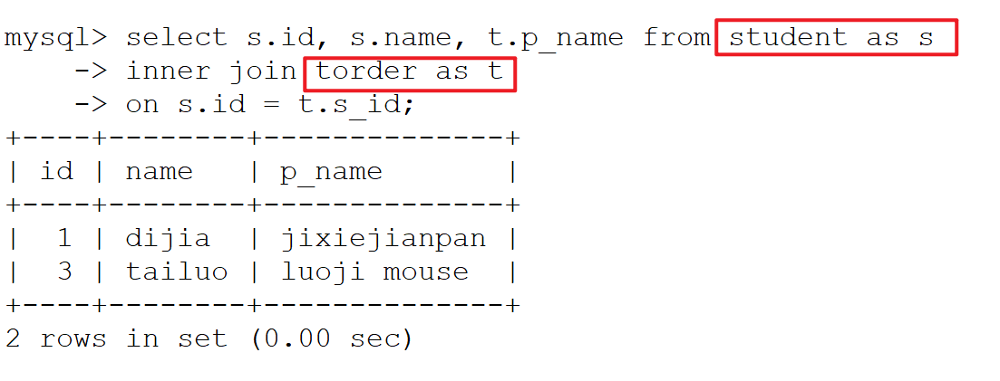 mysql> select s.id, s.name, t.p_name from student as s
    -> inner join torder as t
    -> on s.id = t.s_id;
+----+--------+--------------+
| id | name   | p_name       |
+----+--------+--------------+
|  1 | dijia  | jixiejianpan |
|  3 | tailuo | luoji mouse  |
+----+--------+--------------+
2 rows in set (0.00 sec)